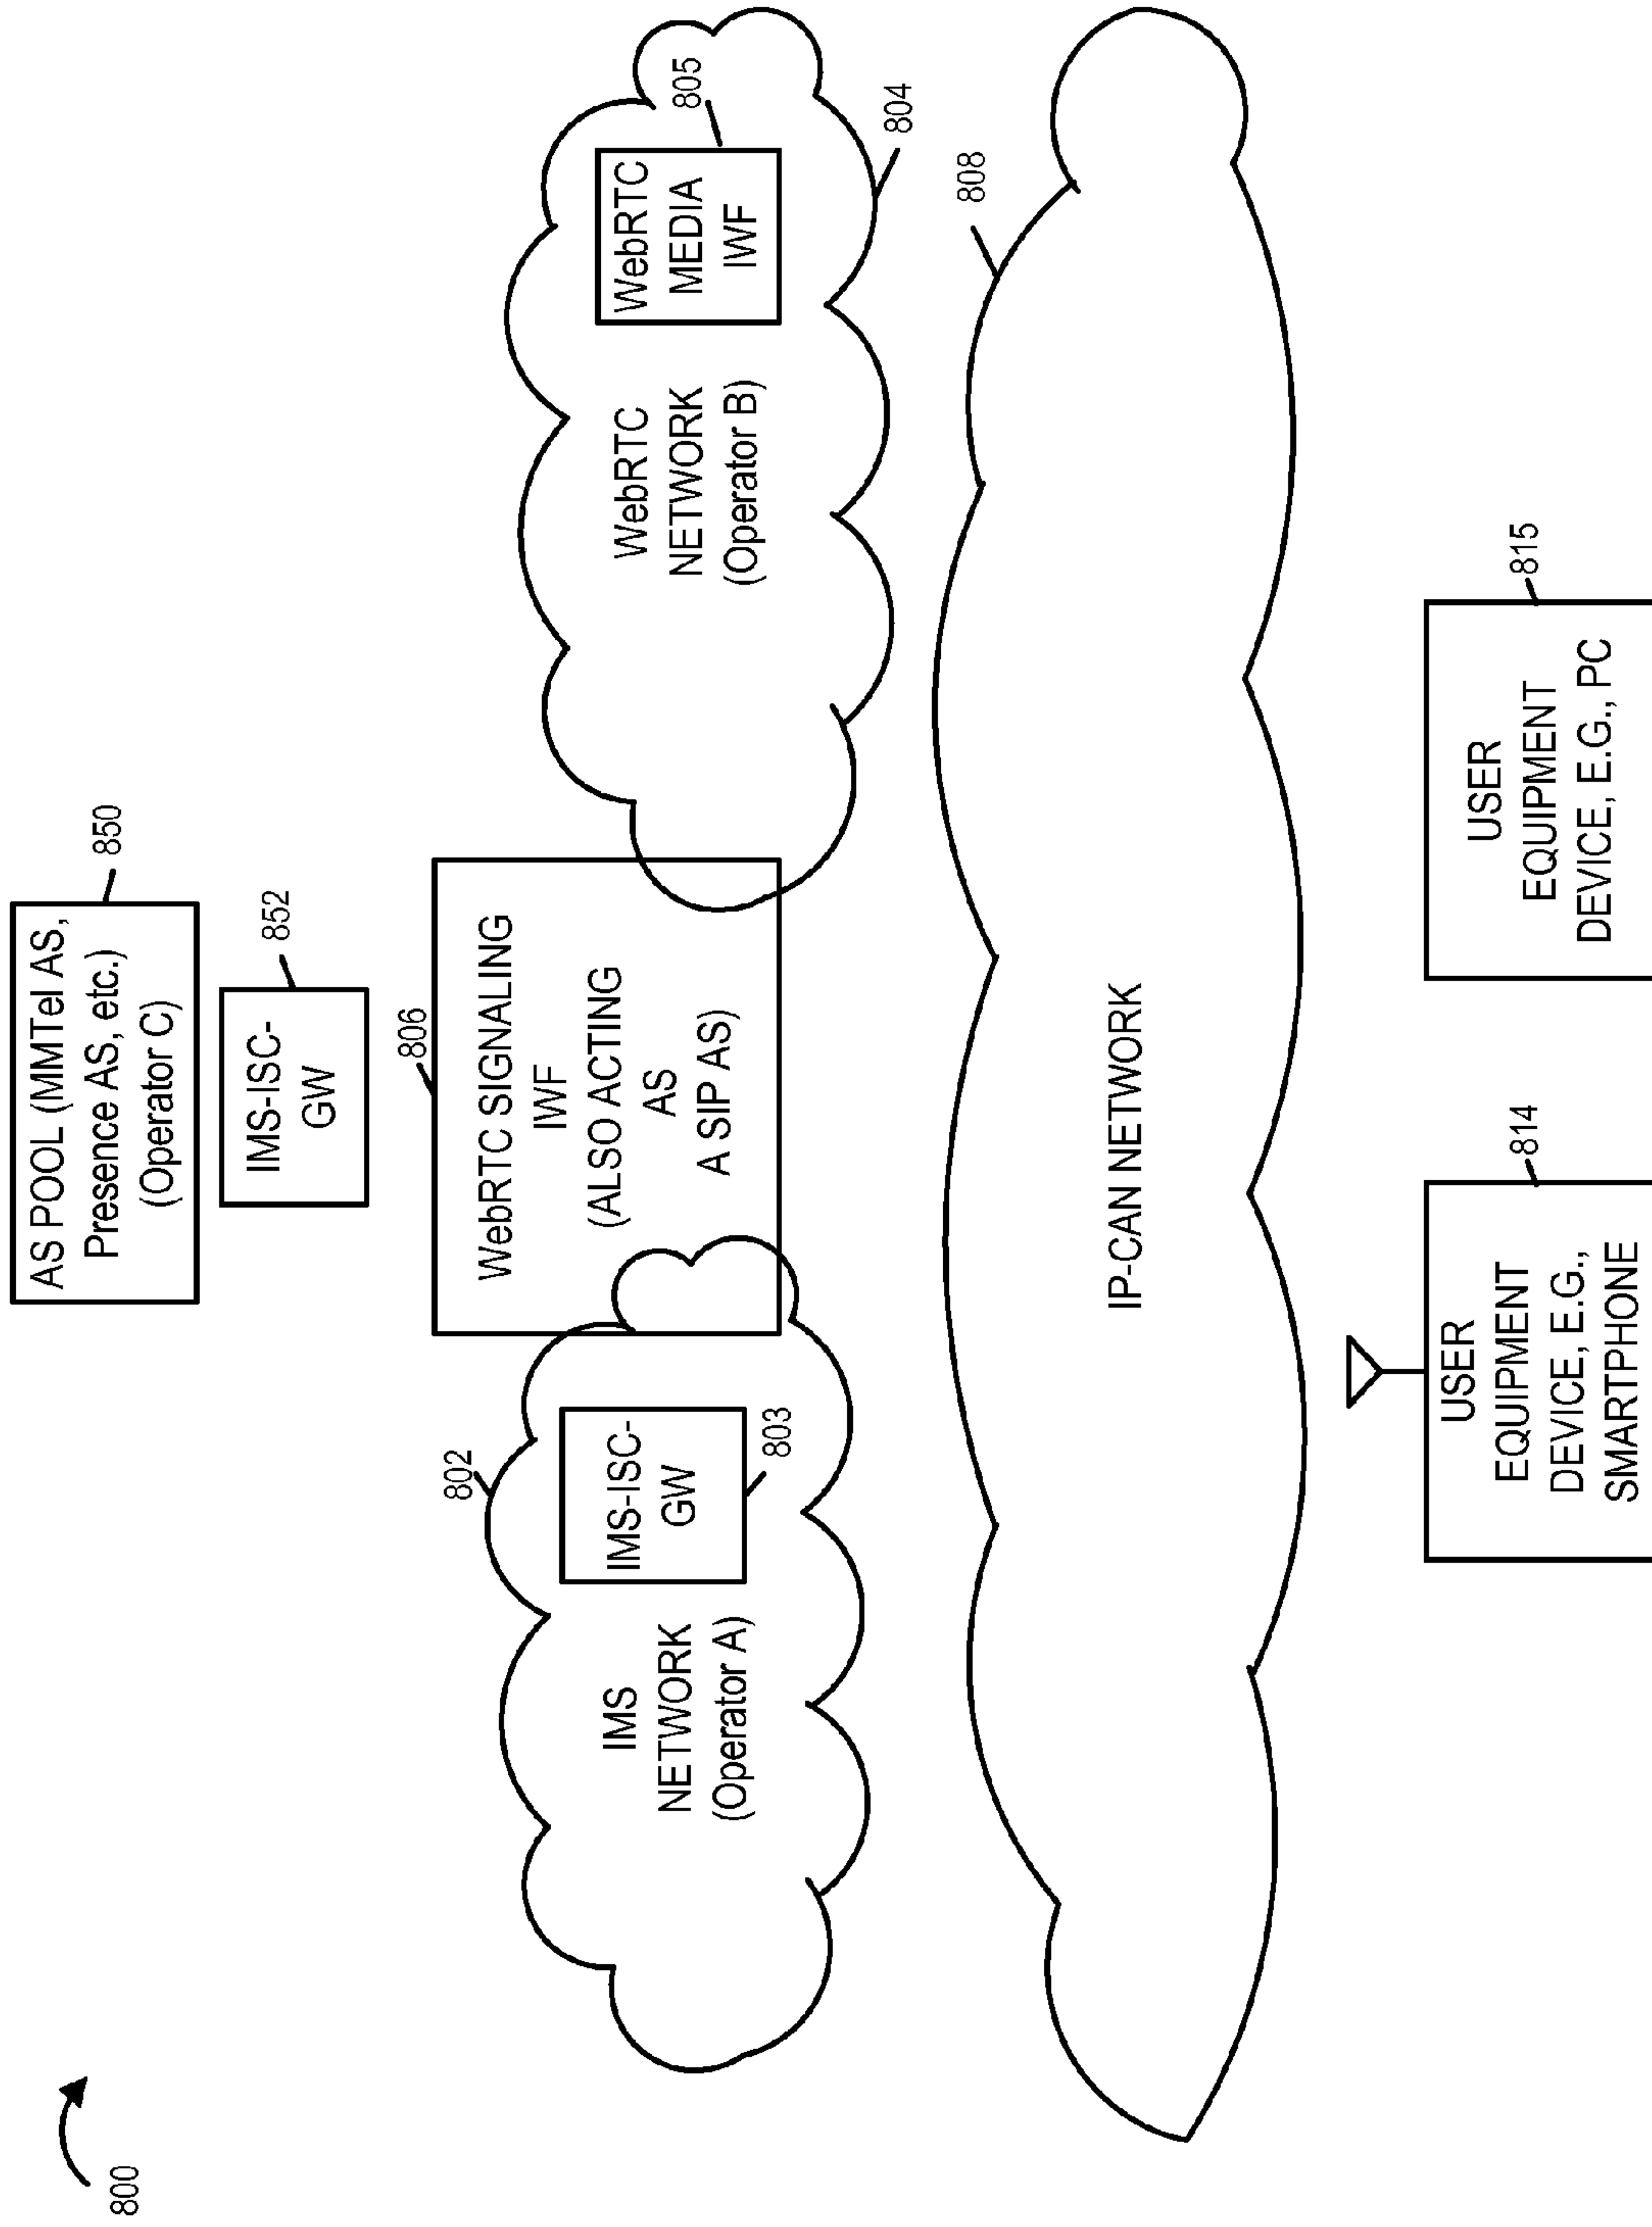 800
AS POOL (MMTel AS,
Presence AS, etc.)
(Operator C)
850
IMS-ISC-
GW
852
806
WebRTC SIGNALING
IWF
(ALSO ACTING
AS
A SIP AS)
802
IMS-ISC-
GW
803
IMS
NETWORK
(Operator A)
WebRTC
NETWORK
(Operator B)
WebRTC
MEDIA
IWF
805
804
808
IP-CAN NETWORK
USER
EQUIPMENT
DEVICE, E.G.,
SMARTPHONE
814
USER
EQUIPMENT
DEVICE, E.G., PC
815